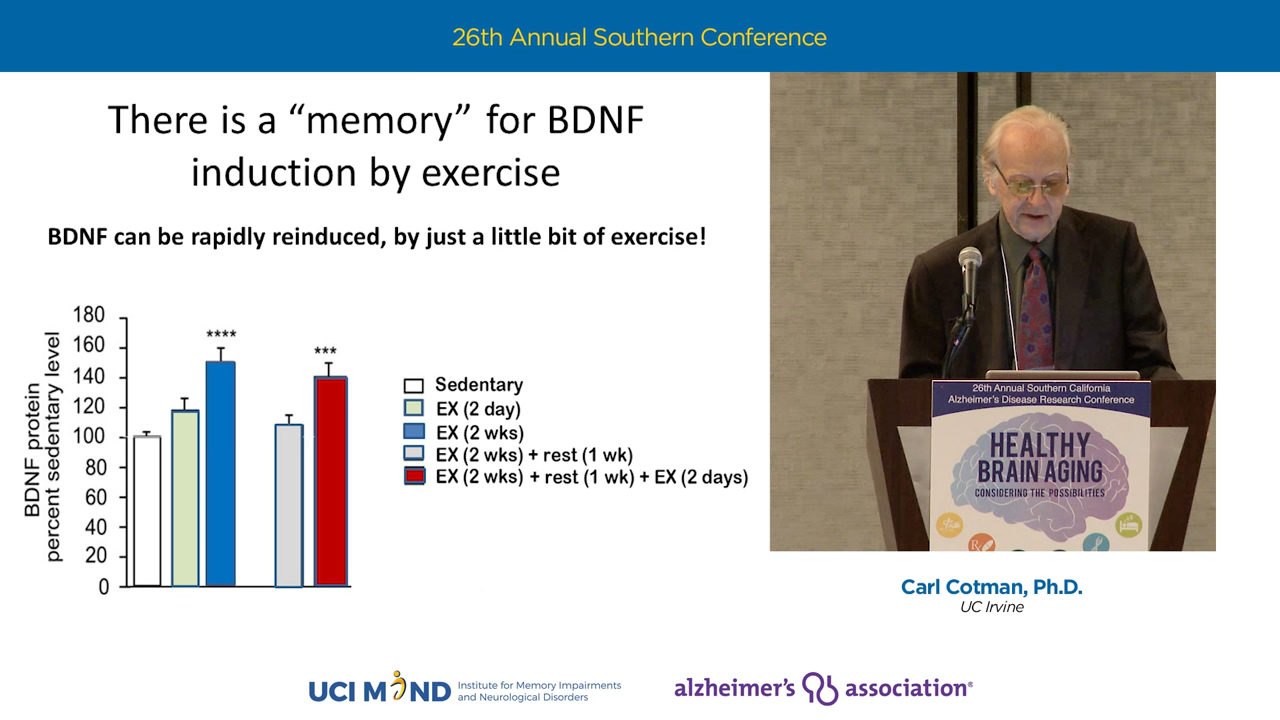 26th Annual Southern Conference
There is a “memory” for BDNF
induction by exercise
BDNF can be rapidly reinduced, by just a little bit of exercise!
BDNF protein
percent sedentary level
180
160
140
120
100
80
60
40
20
0
****
***
Sedentary
EX (2 day)
EX (2 wks)
EX (2 wks) + rest (1 wk)
EX (2 wks) + rest (1 wk) + EX (2 days)
26th Annual Southern California
Alzheimer's Disease Research Conference
HEALTHY
BRAIN AGING
CONSIDERING THE POSSIBILITIES
Rx
Carl Cotman, Ph.D.
UC Irvine
UCI MIND
Institute for Memory Impairments
and Neurological Disorders
alzheimer's association®